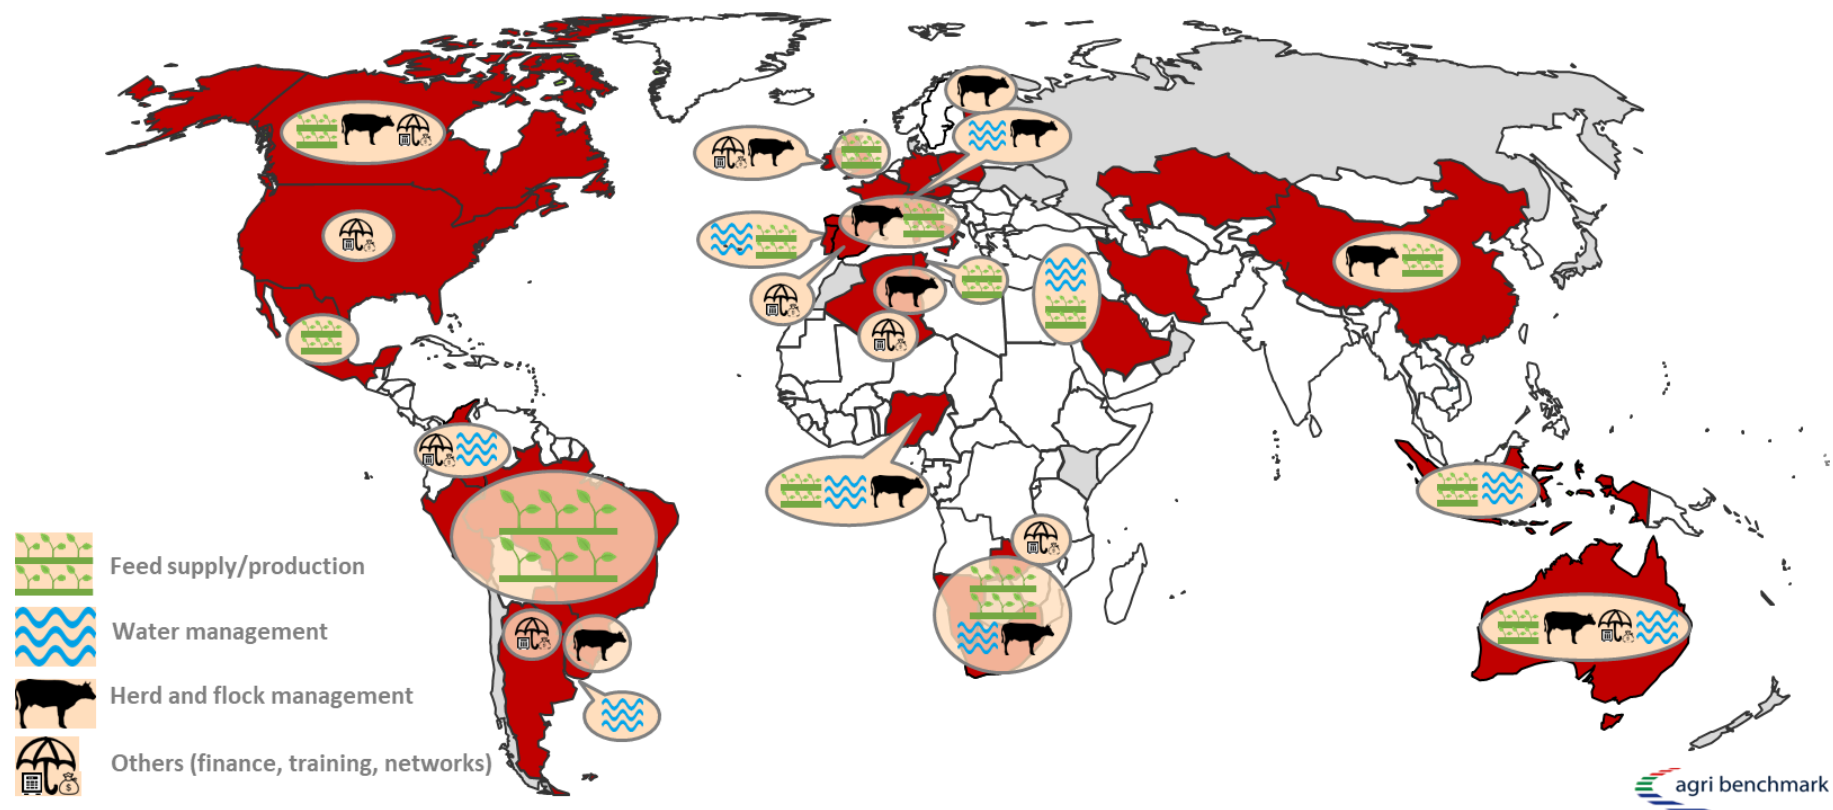 Feed supply/production
Water management
Herd and flock management
Others (finance, training, networks)
agri benchmark